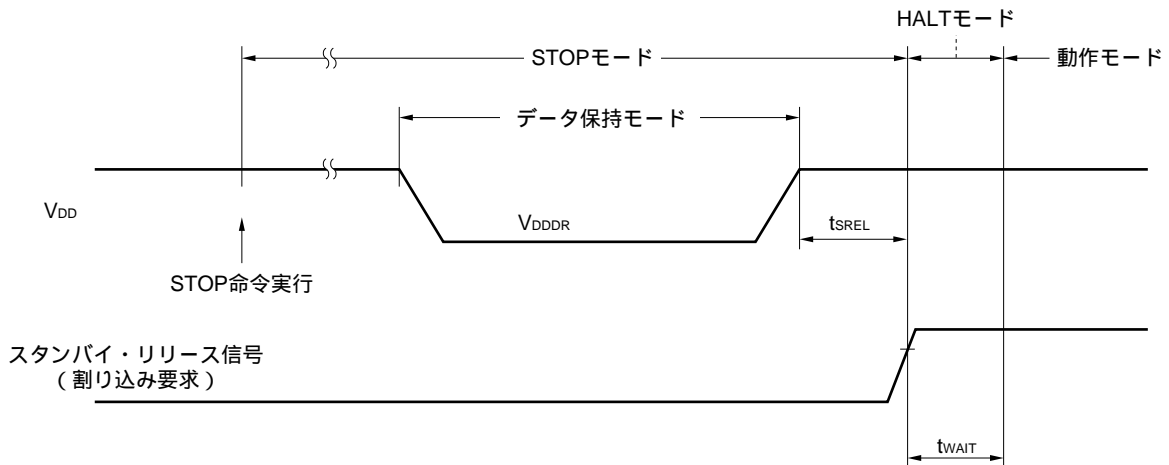 HALTモード
STOPモード
動作モード
データ保持モード
VDD
VDDDR
tSREL
STOP命令実行
スタンバイ・リリース信号
(割り込み要求)
tWAIT